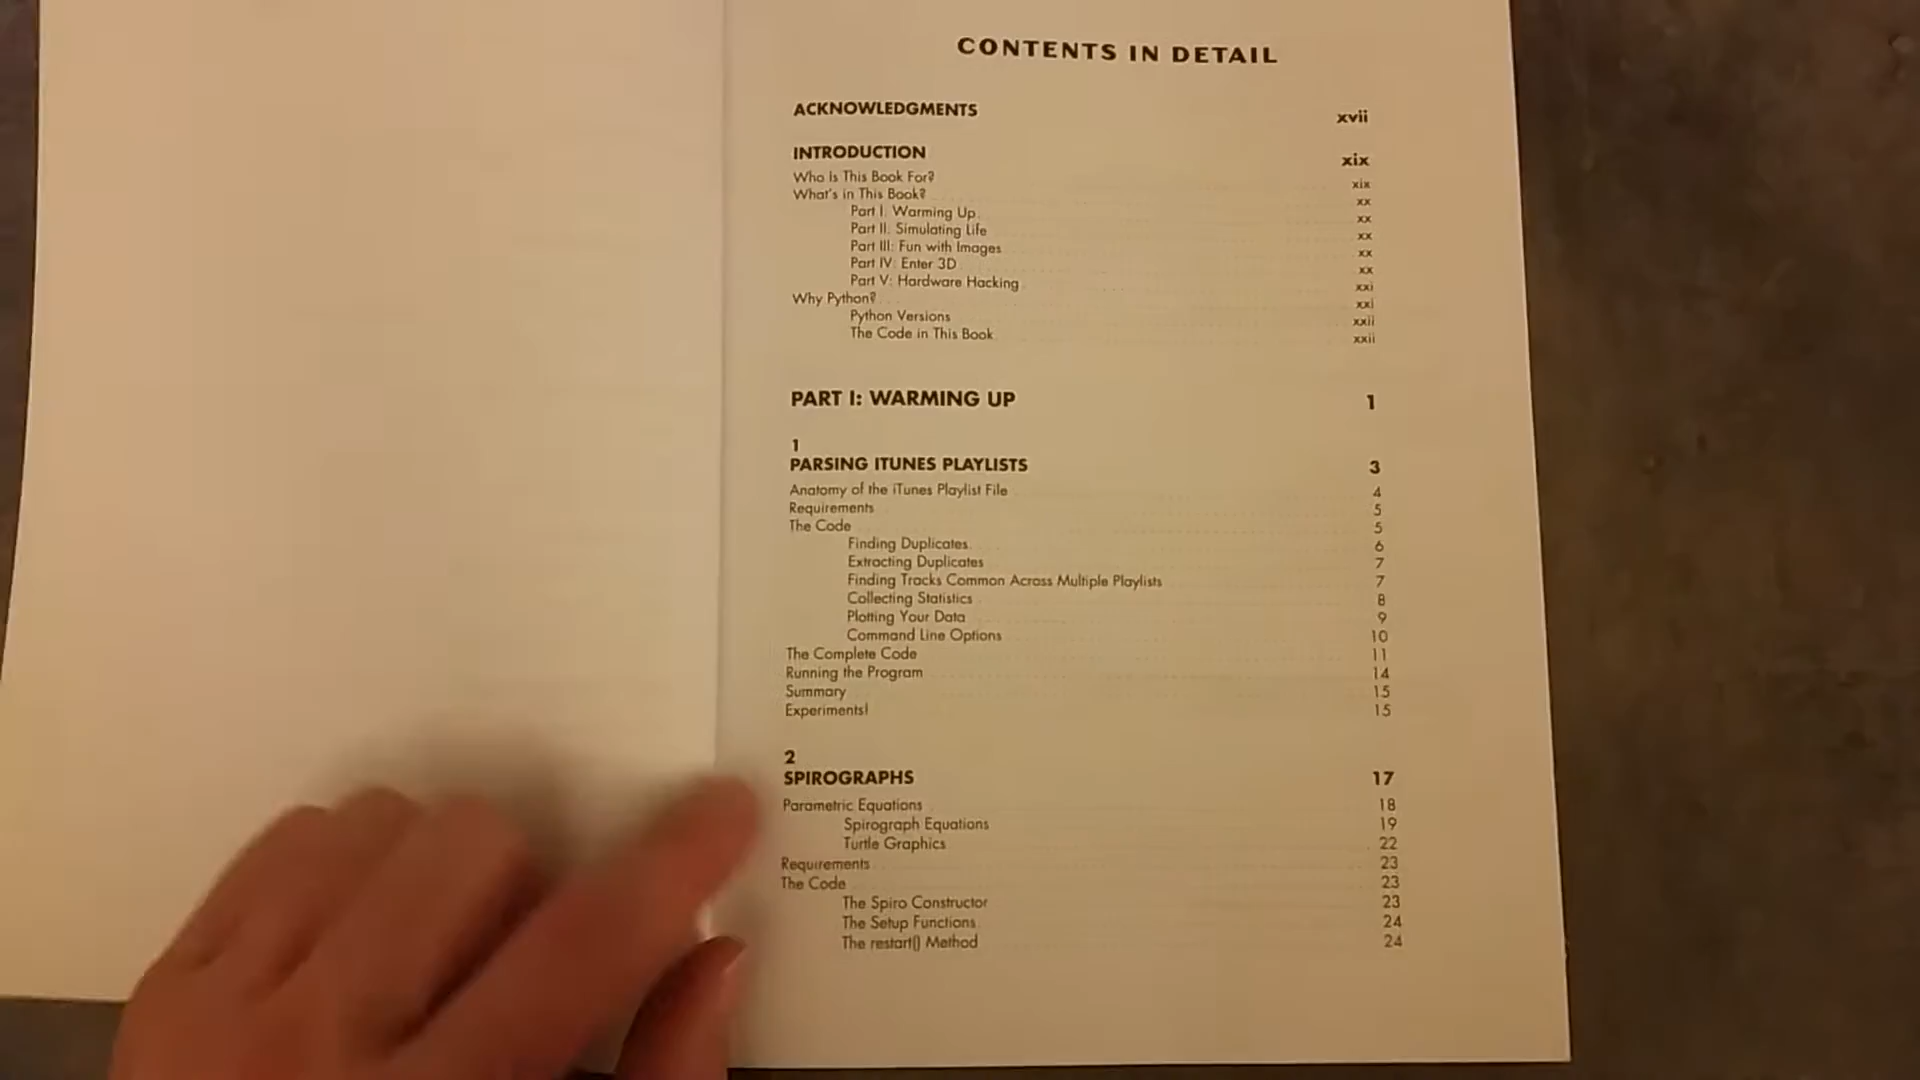 CONTENTS IN DETAIL
ACKNOWLEDGMENTS xvii
INTRODUCTION xix
Who Is This Book For? xix
What's in This Book? xx
Part I: Warming Up xx
Part II: Simulating Life xx
Part III: Fun with Images xx
Part IV: Enter 3D xx
Part V: Hardware Hacking xxi
Why Python? xxi
Python Versions xxii
The Code in This Book xxii
PART I: WARMING UP 1
1
PARSING ITUNES PLAYLISTS 3
Anatomy of the iTunes Playlist File 4
Requirements 5
The Code 5
Finding Duplicates 6
Extracting Duplicates 7
Finding Tracks Common Across Multiple Playlists 7
Collecting Statistics 8
Plotting Your Data 9
Command Line Options 10
The Complete Code 11
Running the Program 14
Summary 15
Experiments! 15
2
SPIROGRAPHS 17
Parametric Equations 18
Spirograph Equations 19
Turtle Graphics 22
Requirements 23
The Code 23
The Spiro Constructor 23
The Setup Functions 24
The restart() Method 24